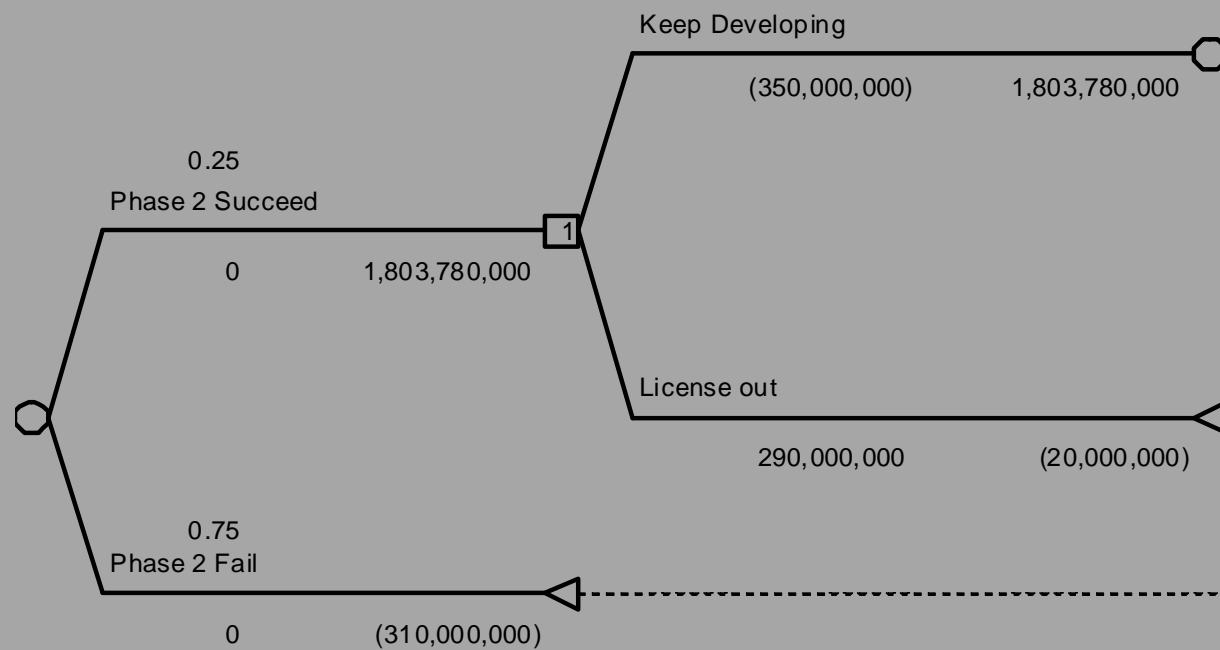 Keep Developing
(350,000,000) 1,803,780,000
0.25
Phase 2 Succeed
1
0 1,803,780,000
License out
290,000,000 (20,000,000)
0.75
Phase 2 Fail
0 (310,000,000)